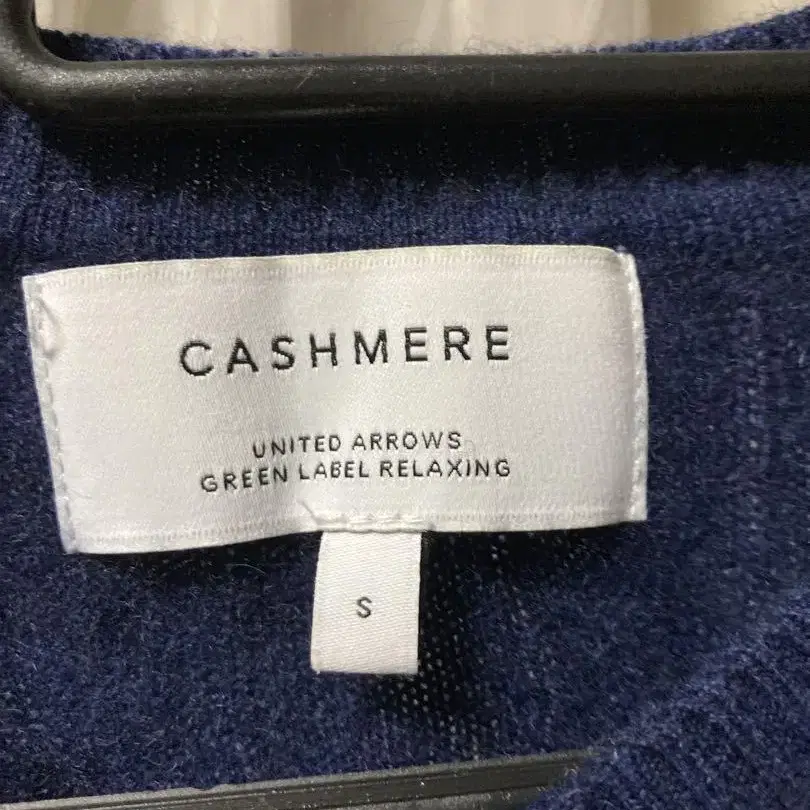 CASHMERE
UNITED ARROWS
GREEN LABEL RELAXING
S